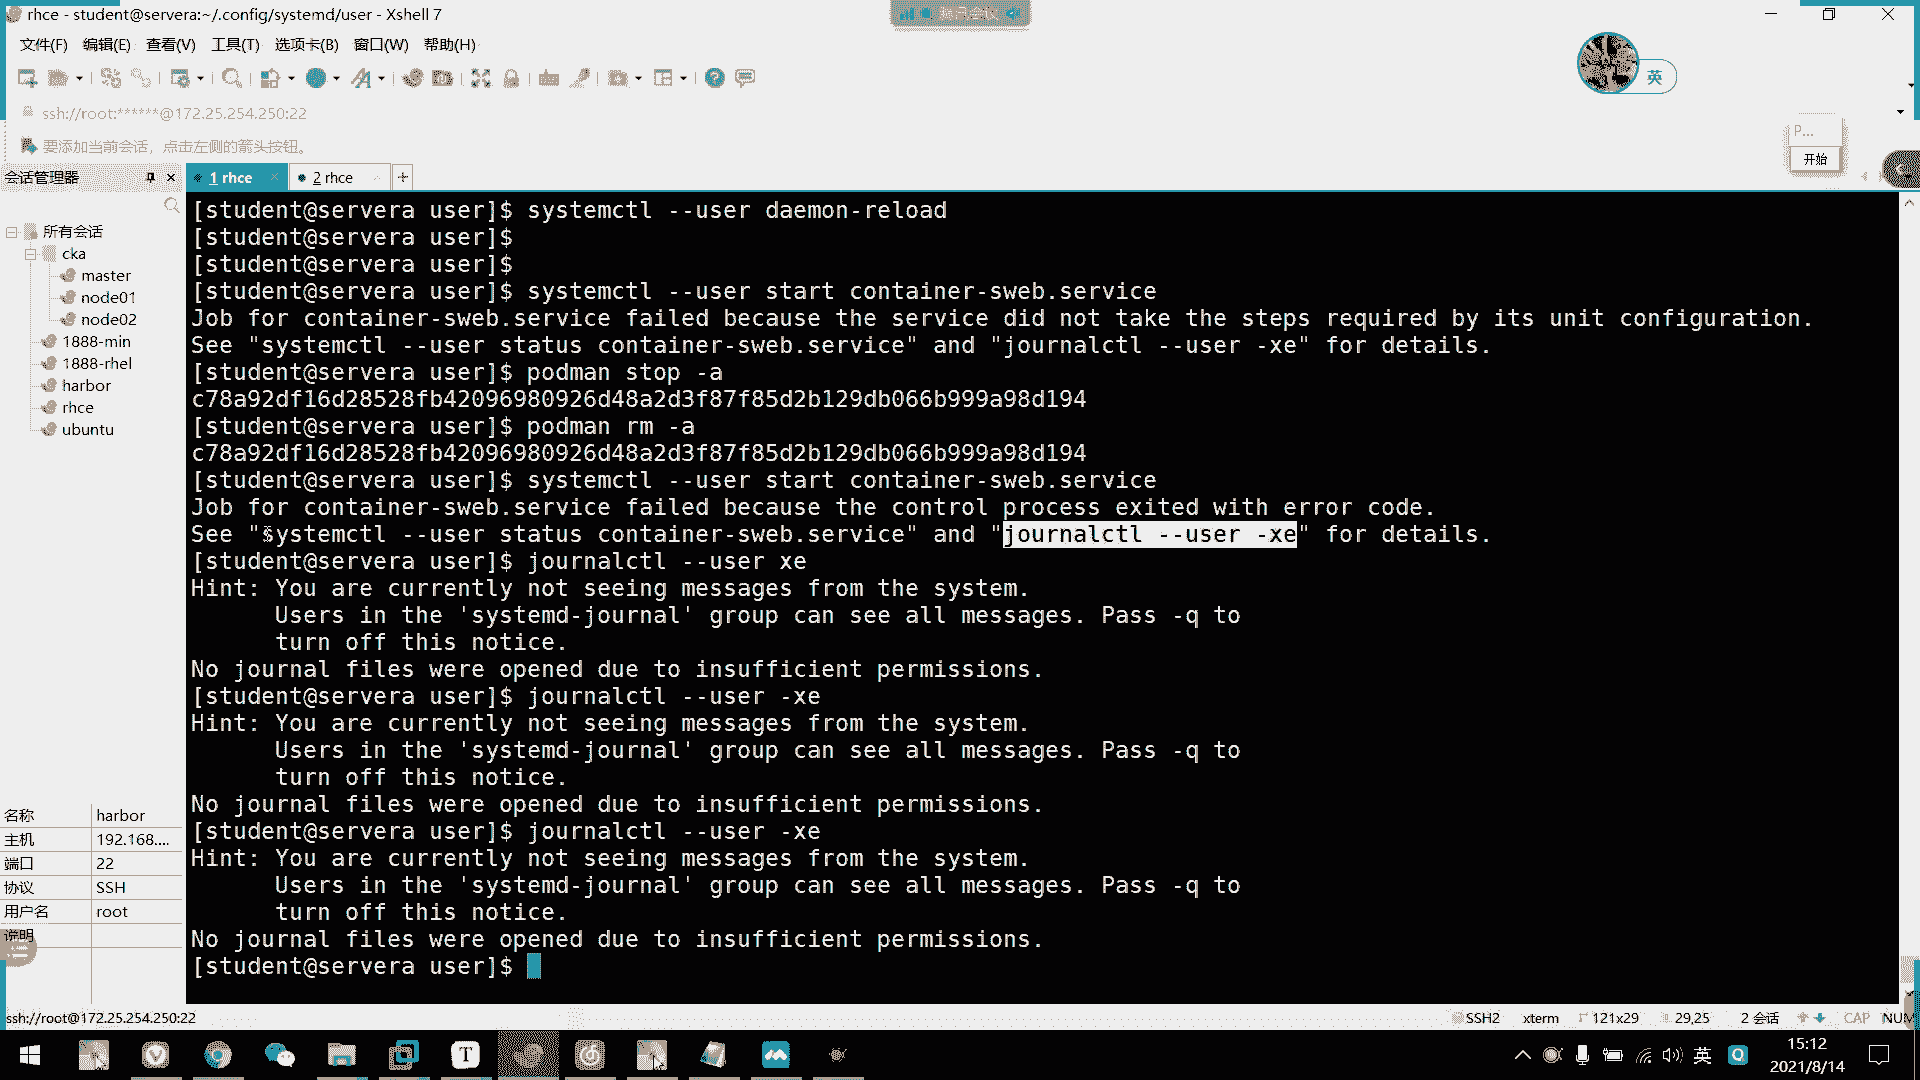 rhce - student@servera:~/.config/systemd/user - Xshell 7
文件(F) 编辑(E) 查看(V) 工具(T) 选项卡(B) 窗口(W) 帮助(H)
英
ssh://root:******@172.25.254.250:22
要添加当前会话，点击左侧的箭头按钮。
P...
开始
会话管理器
1 rhce
2 rhce
所有会话
cka
master
node01
node02
1888-min
1888-rhel
harbor
rhce
ubuntu
[student@servera user]$ systemctl --user daemon-reload
[student@servera user]$
[student@servera user]$
[student@servera user]$ systemctl --user start container-sweb.service
Job for container-sweb.service failed because the service did not take the steps required by its unit configuration.
See "systemctl --user status container-sweb.service" and "journalctl --user -xe" for details.
[student@servera user]$ podman stop -a
c78a92df16d28528fb42096980926d48a2d3f87f85d2b129db066b999a98d194
[student@servera user]$ podman rm -a
c78a92df16d28528fb42096980926d48a2d3f87f85d2b129db066b999a98d194
[student@servera user]$ systemctl --user start container-sweb.service
Job for container-sweb.service failed because the control process exited with error code.
See "systemctl --user status container-sweb.service" and "journalctl --user -xe" for details.
[student@servera user]$ journalctl --user xe
Hint: You are currently not seeing messages from the system.
Users in the 'systemd-journal' group can see all messages. Pass -q to
turn off this notice.
No journal files were opened due to insufficient permissions.
[student@servera user]$ journalctl --user -xe
Hint: You are currently not seeing messages from the system.
Users in the 'systemd-journal' group can see all messages. Pass -q to
turn off this notice.
No journal files were opened due to insufficient permissions.
[student@servera user]$ journalctl --user -xe
Hint: You are currently not seeing messages from the system.
Users in the 'systemd-journal' group can see all messages. Pass -q to
turn off this notice.
No journal files were opened due to insufficient permissions.
[student@servera user]$
名称 harbor
主机 192.168....
端口 22
协议 SSH
用户名 root
说明
ssh://root@172.25.254.250:22
SSH2 xterm 121x29 29,25 2 会话 CAP NUM
英
15:12
2021/8/14